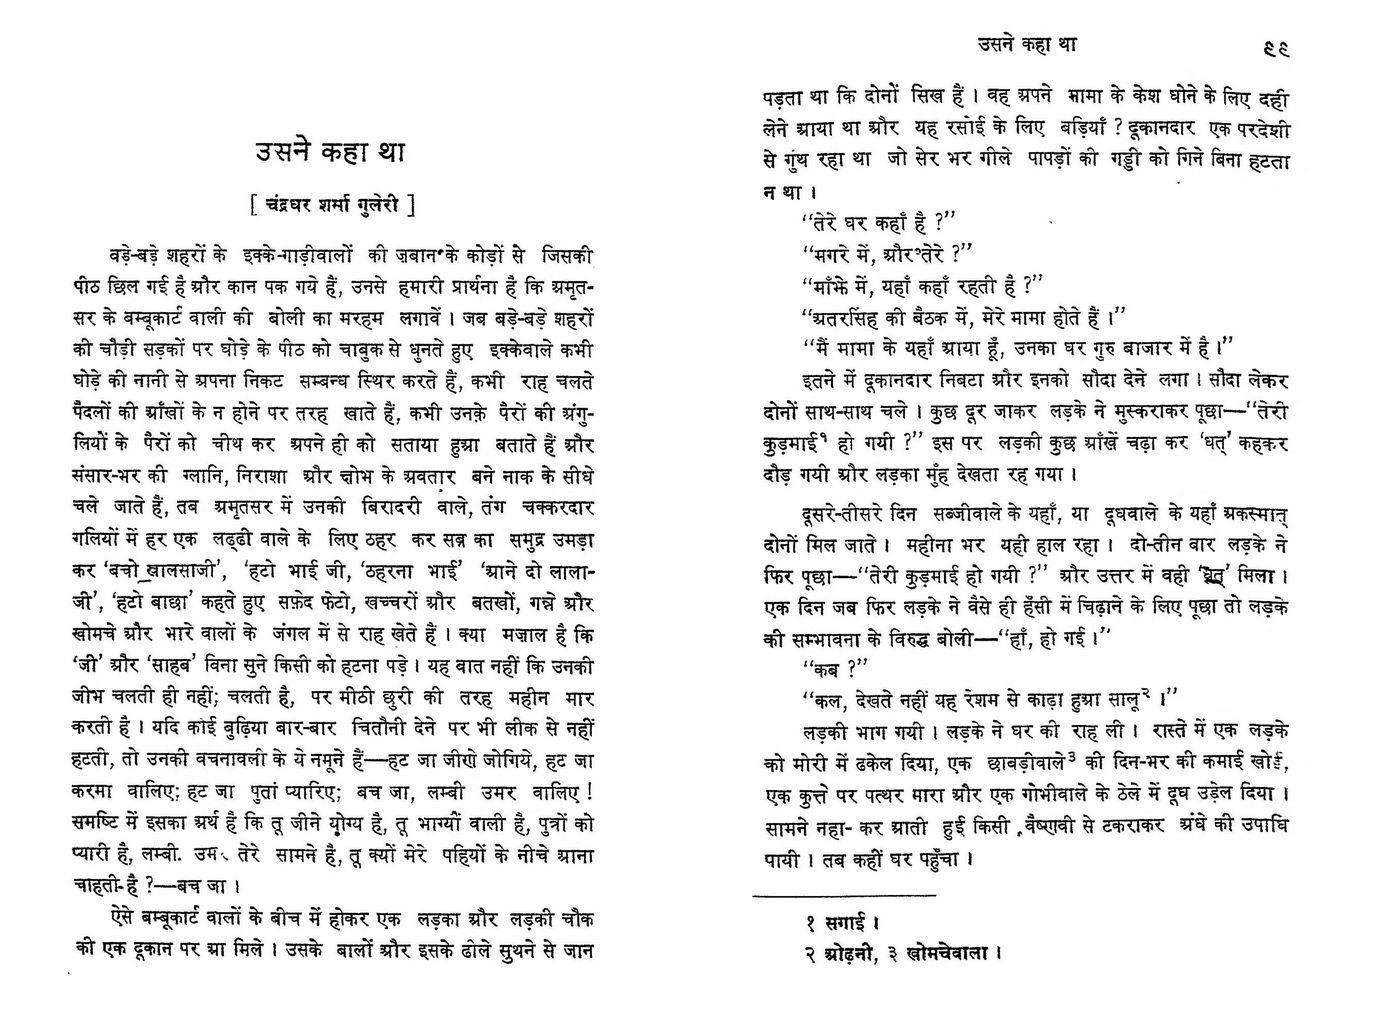 उसने कहा था
[ चंद्रधर शर्मा गुलेरी ]
बड़े-बड़े शहरों के इक्के-गाड़ीवालों की ज़बान के कोड़ों से जिसकी
पीठ छिल गई है और कान पक गये हैं, उनसे हमारी प्रार्थना है कि अमृत-
सर के बम्बूकार्ट वाली की बोली का मरहम लगावें । जब बड़े-बड़े शहरों
की चौड़ी सड़कों पर घोड़े के पीठ को चाबुक से धुनते हुए इक्केवाले कभी
घोड़े की नानी से अपना निकट सम्बन्ध स्थिर करते हैं, कभी राह चलते
पैदलों की आँखों के न होने पर तरह खाते हैं, कभी उनके पैरों की अंगु-
लियों के पैरों को चीथ कर अपने ही को सताया हुआ बताते हैं और
संसार-भर की ग्लानि, निराशा और क्षोभ के अवतार बने नाक के सीधे
चले जाते हैं, तब अमृतसर में उनकी बिरादरी वाले, तंग चक्करदार
गलियों में हर एक लढ्ढी वाले के लिए ठहर कर सब्र का समुद्र उमड़ा
कर ‘बचो खालसाजी’, ‘हटो भाई जी, ‘ठहरना भाई’ ‘आने दो लाला-
जी’, ‘हटो बाछा’ कहते हुए सफ़ेद फेटो, खच्चरों और बतखों, गन्ने और
खोमचे और भारे वालों के जंगल में से राह खेते हैं । क्या मज़ाल है कि
‘जी’ और ‘साहब’ विना सुने किसी को हटना पड़े । यह बात नहीं कि उनकी
जीभ चलती ही नहीं; चलती है, पर मीठी छुरी की तरह महीन मार
करती है । यदि कोई बुढ़िया बार-बार चितौनी देने पर भी लीक से नहीं
हटती, तो उनकी वचनावली के ये नमूने हैं—हट जा जीणे जोगिये, हट जा
करमा वालिए; हट जा पुतां प्यारिए; बच जा, लम्बी उमर वालिए !
समष्टि में इसका अर्थ है कि तू जीने योग्य है, तू भाग्यों वाली है, पुत्रों को
प्यारी है, लम्बी. उमर तेरे सामने है, तू क्यों मेरे पहियों के नीचे आना
चाहती है ?—बच जा ।
ऐसे बम्बूकार्ट वालों के बीच में होकर एक लड़का और लड़की चौक
की एक दूकान पर आ मिले । उसके बालों और इसके ढीले सुथने से जान
उसने कहा था ९९
पड़ता था कि दोनों सिख हैं । वह अपने मामा के केश धोने के लिए दही
लेने आया था और यह रसोई के लिए बड़ियाँ ? दूकानदार एक परदेशी
से गुंथ रहा था जो सेर भर गीले पापड़ों की गड्डी को गिने बिना हटता
न था ।
“तेरे घर कहाँ है ?”
“मगरे में, और तेरे ?”
“माँझे में, यहाँ कहाँ रहती है ?”
“अतरसिंह की बैठक में, मेरे मामा होते हैं ।”
“मैं मामा के यहाँ आया हूँ, उनका घर गुरु बाजार में है ।”
इतने में दूकानदार निबटा और इनको सौदा देने लगा । सौदा लेकर
दोनों साथ-साथ चले । कुछ दूर जाकर लड़के ने मुस्कराकर पूछा—“तेरी
कुड़माई¹ हो गयी ?” इस पर लड़की कुछ आँखें चढ़ा कर ‘धत्’ कहकर
दौड़ गयी और लड़का मुँह देखता रह गया ।
दूसरे-तीसरे दिन सब्जीवाले के यहाँ, या दूधवाले के यहाँ अकस्मात्
दोनों मिल जाते । महीना भर यही हाल रहा । दो-तीन बार लड़के ने
फिर पूछा—“तेरी कुड़माई हो गयी ?” और उत्तर में वही ‘धत्’ मिला ।
एक दिन जब फिर लड़के ने वैसे ही हँसी में चिढ़ाने के लिए पूछा तो लड़के
की सम्भावना के विरुद्ध बोली—“हाँ, हो गई ।”
“कब ?”
“कल, देखते नहीं यह रेशम से काढ़ा हुआ सालू² ।”
लड़की भाग गयी । लड़के ने घर की राह ली । रास्ते में एक लड़के
को मोरी में ढकेल दिया, एक छाबड़ीवाले³ की दिन-भर की कमाई खोई,
एक कुत्ते पर पत्थर मारा और एक गोभीवाले के ठेले में दूध उड़ेल दिया ।
सामने नहा- कर आती हुई किसी वैष्णवी से टकराकर अंधे की उपाधि
पायी । तब कहीं घर पहुँचा ।
१ सगाई ।
२ ओढ़नी, ३ खोमचेवाला ।